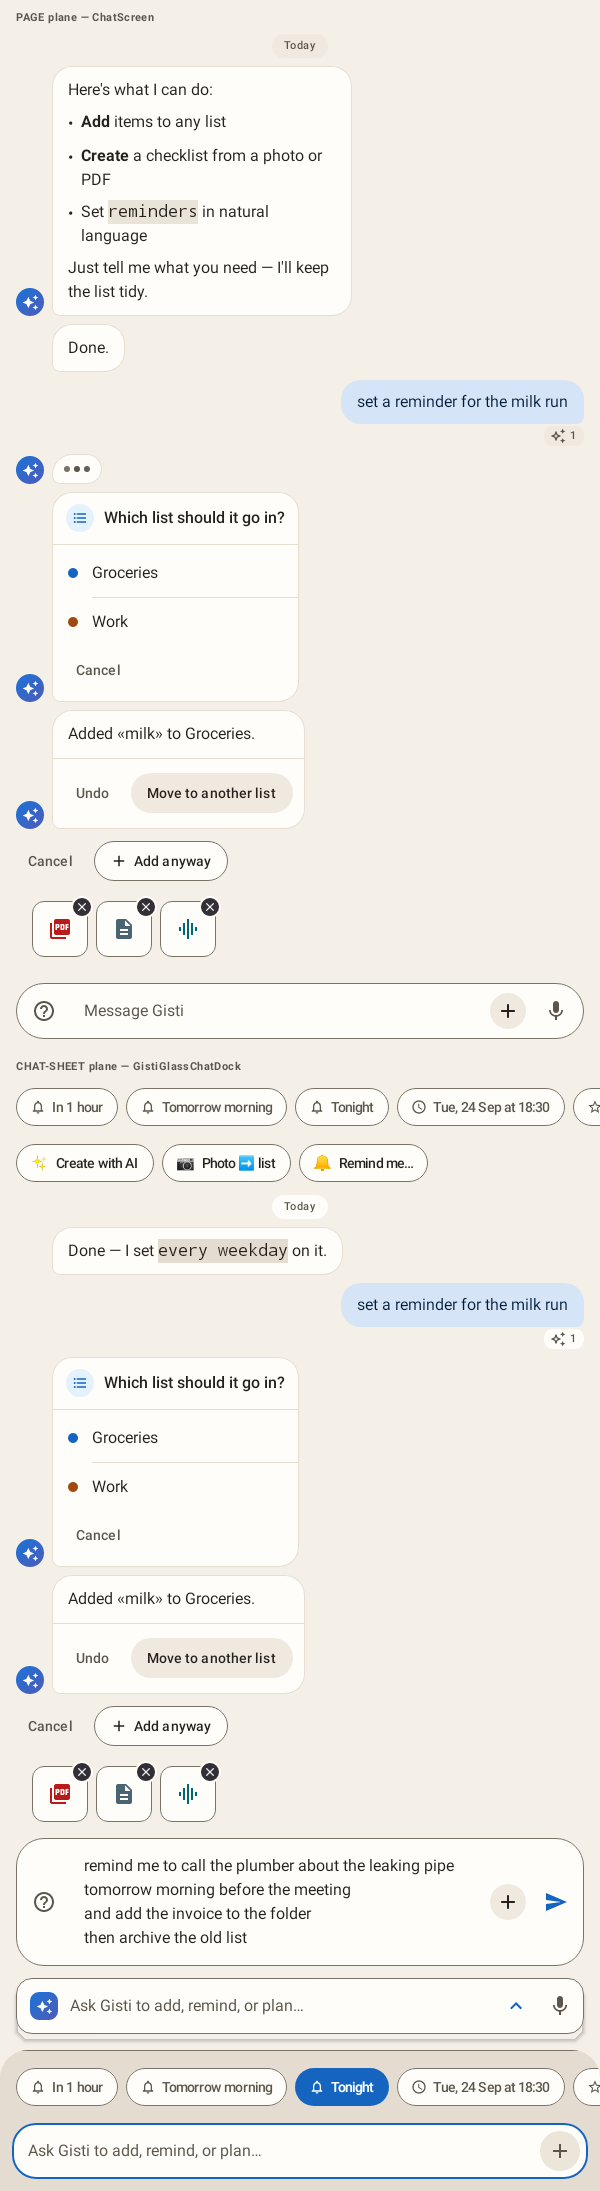 PAGE plane — ChatScreen
Today
Here's what I can do:
• Add items to any list
• Create a checklist from a photo or
PDF
• Set reminders in natural
language
Just tell me what you need — I'll keep
the list tidy.
Done.
set a reminder for the milk run
1
Which list should it go in?
Groceries
Work
Cancel
Added «milk» to Groceries.
Undo
Move to another list
Cancel
Add anyway
PDF
Message Gisti
CHAT-SHEET plane — GistiGlassChatDock
In 1 hour
Tomorrow morning
Tonight
Tue, 24 Sep at 18:30
Create with AI
Photo ➡️ list
Remind me…
Today
Done — I set every weekday on it.
set a reminder for the milk run
1
Which list should it go in?
Groceries
Work
Cancel
Added «milk» to Groceries.
Undo
Move to another list
Cancel
Add anyway
PDF
remind me to call the plumber about the leaking pipe
tomorrow morning before the meeting
and add the invoice to the folder
then archive the old list
Ask Gisti to add, remind, or plan…
In 1 hour
Tomorrow morning
Tonight
Tue, 24 Sep at 18:30
Ask Gisti to add, remind, or plan…